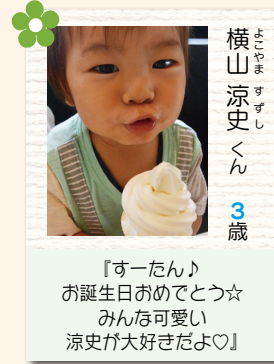 よこやま すずし
横山 涼史くん 3歳
『すーたん♪
お誕生日おめでとう☆
みんな可愛い
涼史が大好きだよ♡』